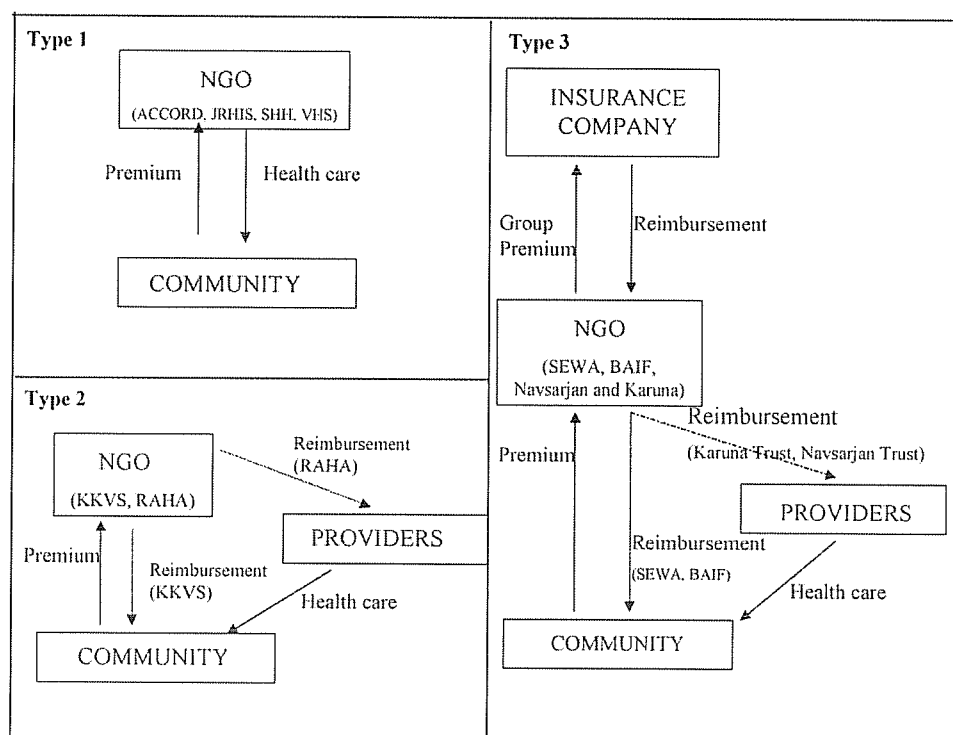 Type 1
NGO
(ACCORD, JRHIS, SHH, VHS)
Premium
Health care
COMMUNITY
Type 2
NGO
(KKVS, RAHA)
Reimbursement
(RAHA)
PROVIDERS
Premium
Reimbursement
(KKVS)
Health care
COMMUNITY
Type 3
INSURANCE
COMPANY
Group
Premium
Reimbursement
NGO
(SEWA, BAIF,
Navsarjan and Karuna)
Reimbursement
(Karuna Trust, Navsarjan Trust)
Premium
PROVIDERS
Reimbursement
(SEWA, BAIF)
Health care
COMMUNITY